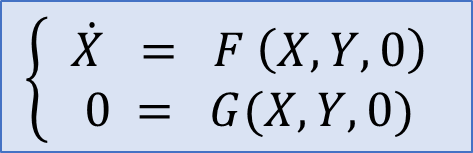 Ẋ = F (X, Y, 0)
0 = G(X, Y, 0)